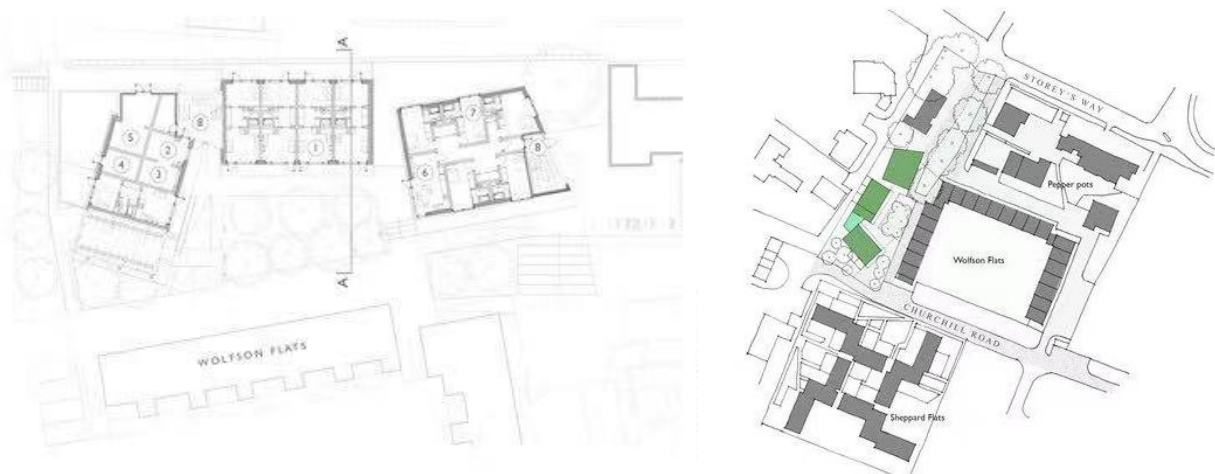 A
8
5
2
4
3
1
7
6
8
A
WOLFSON FLATS
STOREY'S WAY
Pepper pots
Wolfson Flats
CHURCHILL ROAD
Sheppard Flats